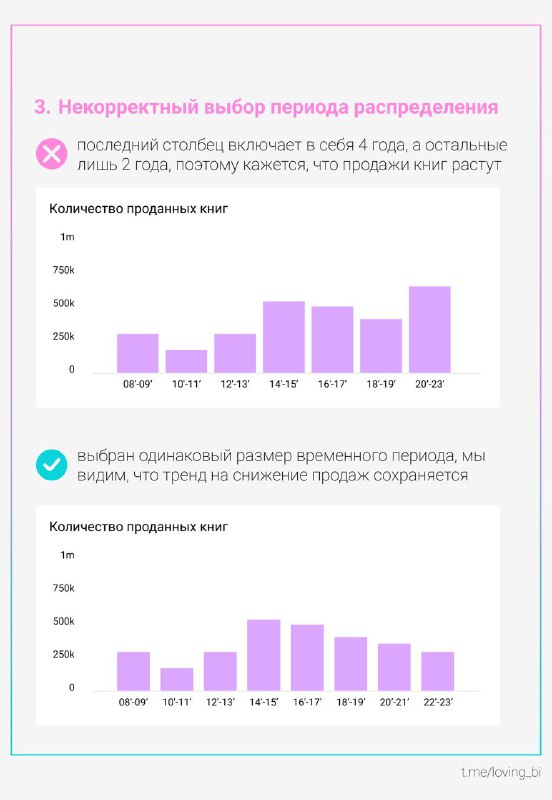 3. Некорректный выбор периода распределения
последний столбец включает в себя 4 года, а остальные
лишь 2 года, поэтому кажется, что продажи книг растут
Количество проданных книг
1m
750k
500k
250k
0
08’-09’ 10’-11’ 12’-13’ 14’-15’ 16’-17’ 18’-19’ 20’-23’
выбран одинаковый размер временного периода, мы
видим, что тренд на снижение продаж сохраняется
Количество проданных книг
1m
750k
500k
250k
0
08’-09’ 10’-11’ 12’-13’ 14’-15’ 16’-17’ 18’-19’ 20’-21’ 22’-23’
t.me/loving_bi